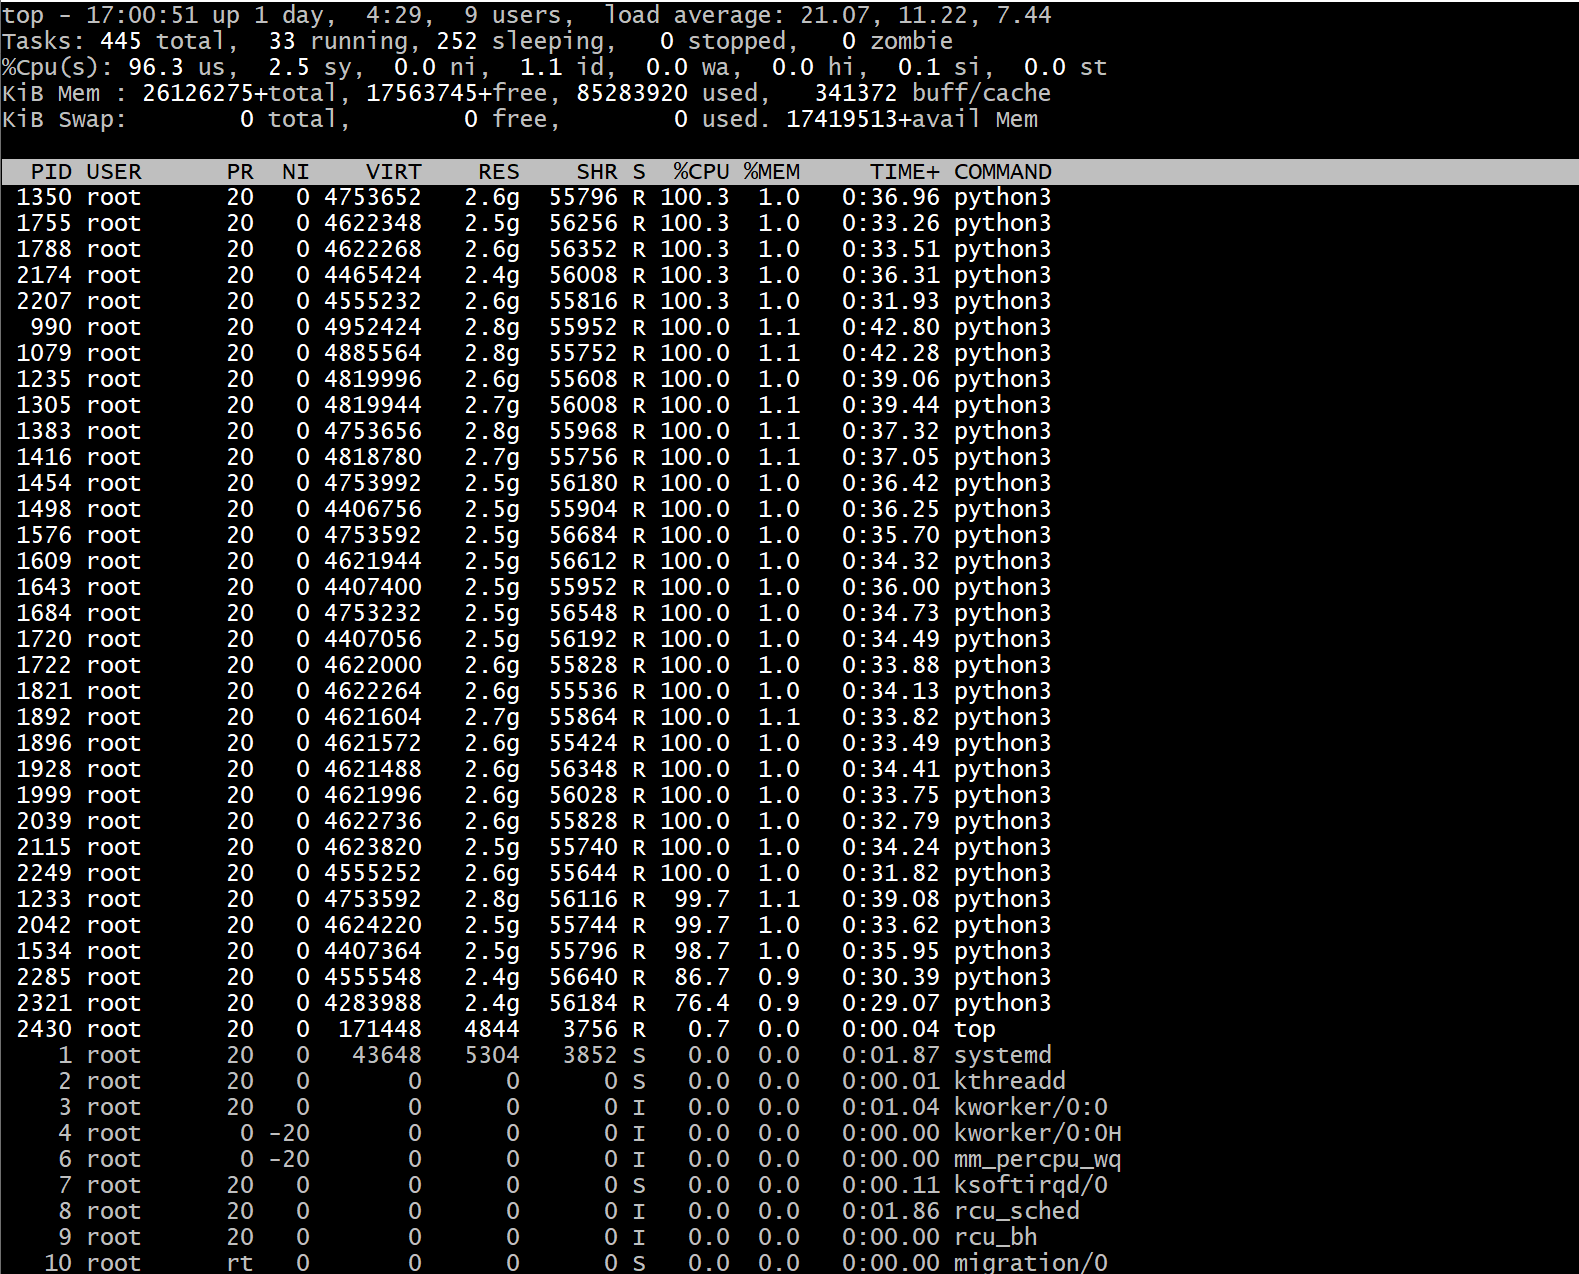 top - 17:00:51 up 1 day,  4:29,  9 users,  load average: 21.07, 11.22, 7.44
Tasks: 445 total,  33 running, 252 sleeping,   0 stopped,   0 zombie
%Cpu(s): 96.3 us,  2.5 sy,  0.0 ni,  1.1 id,  0.0 wa,  0.0 hi,  0.1 si,  0.0 st
KiB Mem : 26126275+total, 17563745+free, 85283920 used,   341372 buff/cache
KiB Swap:        0 total,        0 free,        0 used. 17419513+avail Mem
PID USER      PR  NI    VIRT    RES    SHR S  %CPU %MEM     TIME+ COMMAND
1350 root      20   0 4753652   2.6g  55796 R 100.3  1.0   0:36.96 python3
1755 root      20   0 4622348   2.5g  56256 R 100.3  1.0   0:33.26 python3
1788 root      20   0 4622268   2.6g  56352 R 100.3  1.0   0:33.51 python3
2174 root      20   0 4465424   2.4g  56008 R 100.3  1.0   0:36.31 python3
2207 root      20   0 4555232   2.6g  55816 R 100.3  1.0   0:31.93 python3
990 root      20   0 4952424   2.8g  55952 R 100.0  1.1   0:42.80 python3
1079 root      20   0 4885564   2.8g  55752 R 100.0  1.1   0:42.28 python3
1235 root      20   0 4819996   2.6g  55608 R 100.0  1.0   0:39.06 python3
1305 root      20   0 4819944   2.7g  56008 R 100.0  1.1   0:39.44 python3
1383 root      20   0 4753656   2.8g  55968 R 100.0  1.1   0:37.32 python3
1416 root      20   0 4818780   2.7g  55756 R 100.0  1.1   0:37.05 python3
1454 root      20   0 4753992   2.5g  56180 R 100.0  1.0   0:36.42 python3
1498 root      20   0 4406756   2.5g  55904 R 100.0  1.0   0:36.25 python3
1576 root      20   0 4753592   2.5g  56684 R 100.0  1.0   0:35.70 python3
1609 root      20   0 4621944   2.5g  56612 R 100.0  1.0   0:34.32 python3
1643 root      20   0 4407400   2.5g  55952 R 100.0  1.0   0:36.00 python3
1684 root      20   0 4753232   2.5g  56548 R 100.0  1.0   0:34.73 python3
1720 root      20   0 4407056   2.5g  56192 R 100.0  1.0   0:34.49 python3
1722 root      20   0 4622000   2.6g  55828 R 100.0  1.0   0:33.88 python3
1821 root      20   0 4622264   2.6g  55536 R 100.0  1.0   0:34.13 python3
1892 root      20   0 4621604   2.7g  55864 R 100.0  1.1   0:33.82 python3
1896 root      20   0 4621572   2.6g  55424 R 100.0  1.0   0:33.49 python3
1928 root      20   0 4621488   2.6g  56348 R 100.0  1.0   0:34.41 python3
1999 root      20   0 4621996   2.6g  56028 R 100.0  1.0   0:33.75 python3
2039 root      20   0 4622736   2.6g  55828 R 100.0  1.0   0:32.79 python3
2115 root      20   0 4623820   2.5g  55740 R 100.0  1.0   0:34.24 python3
2249 root      20   0 4555252   2.6g  55644 R 100.0  1.0   0:31.82 python3
1233 root      20   0 4753592   2.8g  56116 R  99.7  1.1   0:39.08 python3
2042 root      20   0 4624220   2.5g  55744 R  99.7  1.0   0:33.62 python3
1534 root      20   0 4407364   2.5g  55796 R  98.7  1.0   0:35.95 python3
2285 root      20   0 4555548   2.4g  56640 R  86.7  0.9   0:30.39 python3
2321 root      20   0 4283988   2.4g  56184 R  76.4  0.9   0:29.07 python3
2430 root      20   0  171448   4844   3756 R   0.7  0.0   0:00.04 top
1 root      20   0   43648   5304   3852 S   0.0  0.0   0:01.87 systemd
2 root      20   0       0      0      0 S   0.0  0.0   0:00.01 kthreadd
3 root      20   0       0      0      0 I   0.0  0.0   0:01.04 kworker/0:0
4 root       0 -20       0      0      0 I   0.0  0.0   0:00.00 kworker/0:0H
6 root       0 -20       0      0      0 I   0.0  0.0   0:00.00 mm_percpu_wq
7 root      20   0       0      0      0 S   0.0  0.0   0:00.11 ksoftirqd/0
8 root      20   0       0      0      0 I   0.0  0.0   0:01.86 rcu_sched
9 root      20   0       0      0      0 I   0.0  0.0   0:00.00 rcu_bh
10 root      rt   0       0      0      0 S   0.0  0.0   0:00.00 migration/0